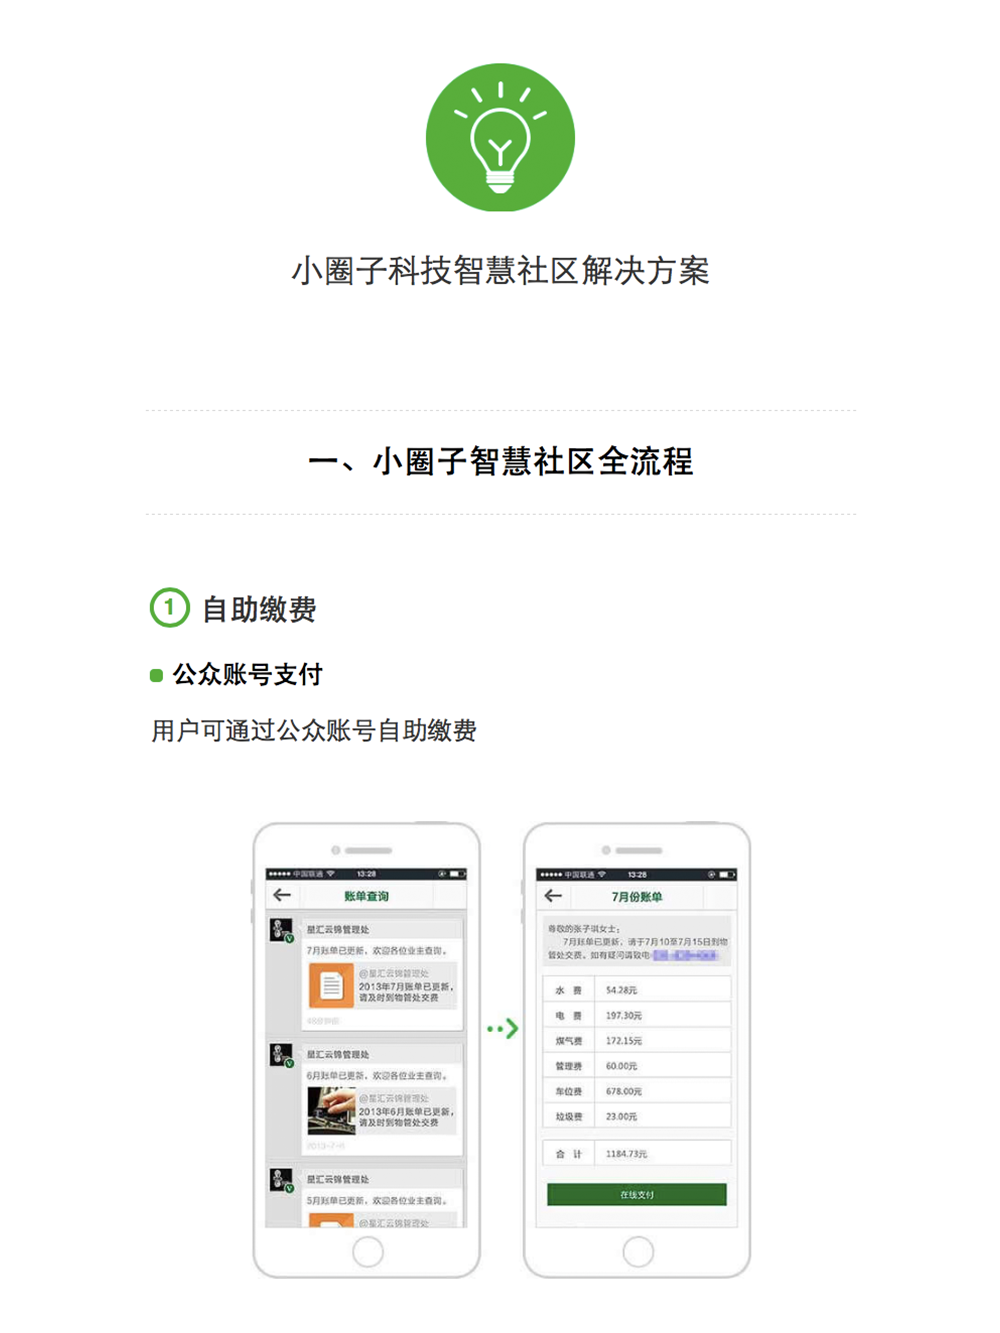 小圈子科技智慧社区解决方案
一、小圈子智慧社区全流程
1 自助缴费
公众账号支付
用户可通过公众账号自助缴费
中国联通 13:28
账单查询
星汇云锦管理处
7月账单已更新，欢迎各位业主查询。
@星汇云锦管理处
2013年7月账单已更新，
请及时到物管处交费
星汇云锦管理处
6月账单已更新，欢迎各位业主查询。
@星汇云锦管理处
2013年6月账单已更新，
请及时到物管处交费
2013-7-8
星汇云锦管理处
5月账单已更新，欢迎各位业主查询。
@星汇云锦管理处
中国联通 13:28
7月份账单
尊敬的张子琪女士：
7月账单已更新，请于7月10至7月15日到物
管处交费。如有疑问请致电
水 费 54.28元
电 费 197.30元
煤气费 172.15元
管理费 60.00元
车位费 678.00元
垃圾费 23.00元
合 计 1184.73元
在线支付